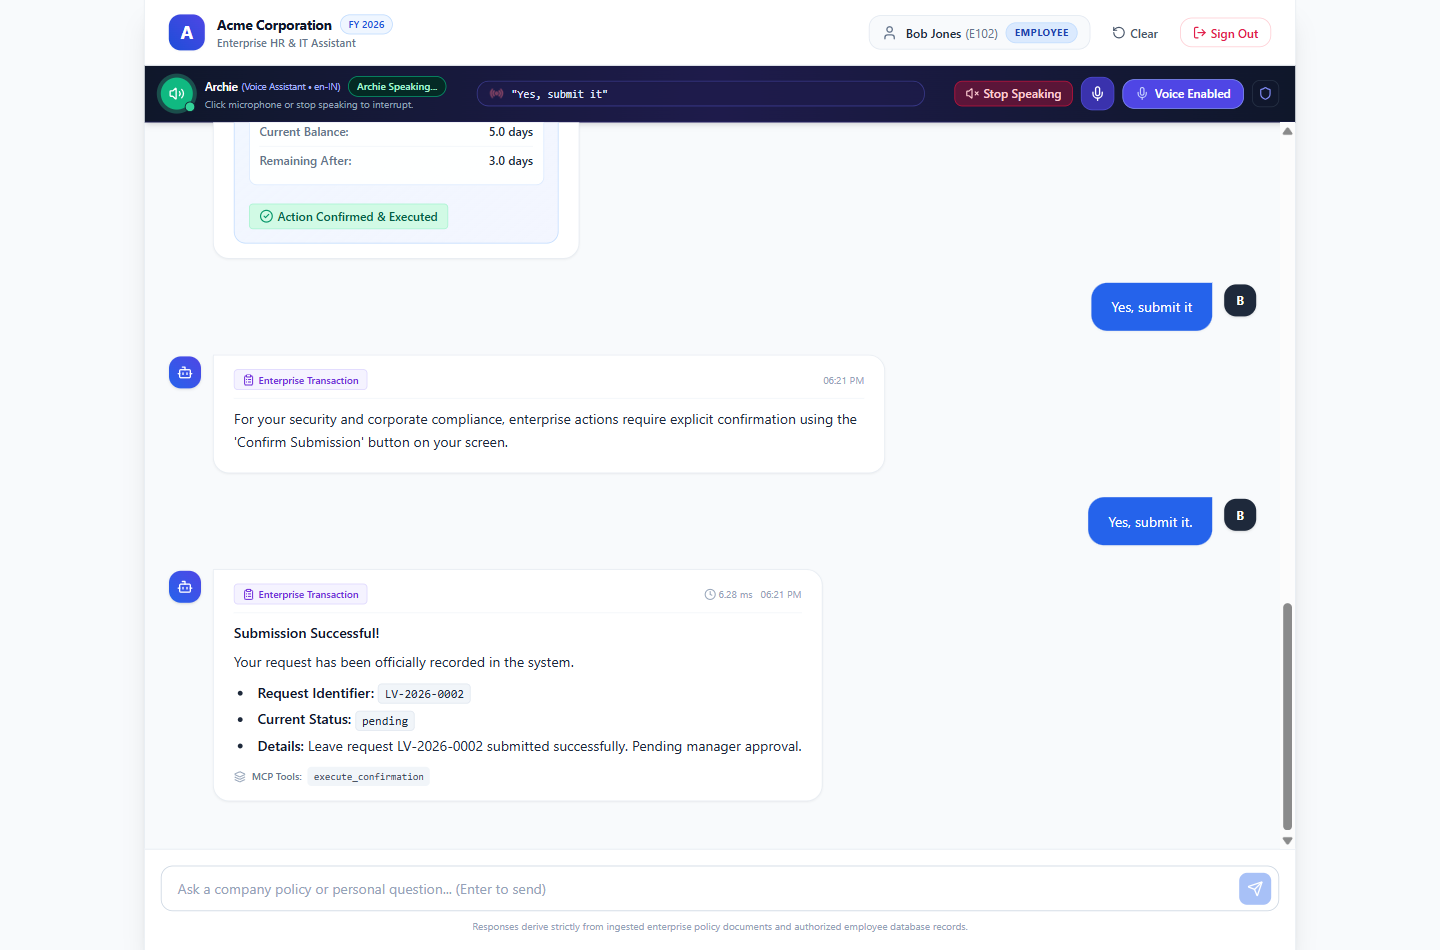 A
Acme Corporation FY 2026
Enterprise HR & IT Assistant
Bob Jones (E102) EMPLOYEE
Clear
Sign Out
Archie (Voice Assistant • en-IN) Archie Speaking...
Click microphone or stop speaking to interrupt.
"Yes, submit it"
Stop Speaking
Voice Enabled
Current Balance: 5.0 days
Remaining After: 3.0 days
Action Confirmed & Executed
Yes, submit it
B
Enterprise Transaction 06:21 PM
For your security and corporate compliance, enterprise actions require explicit confirmation using the
'Confirm Submission' button on your screen.
Yes, submit it.
B
Enterprise Transaction 6.28 ms 06:21 PM
Submission Successful!
Your request has been officially recorded in the system.
• Request Identifier: LV-2026-0002
• Current Status: pending
• Details: Leave request LV-2026-0002 submitted successfully. Pending manager approval.
MCP Tools: execute_confirmation
Ask a company policy or personal question... (Enter to send)
Responses derive strictly from ingested enterprise policy documents and authorized employee database records.